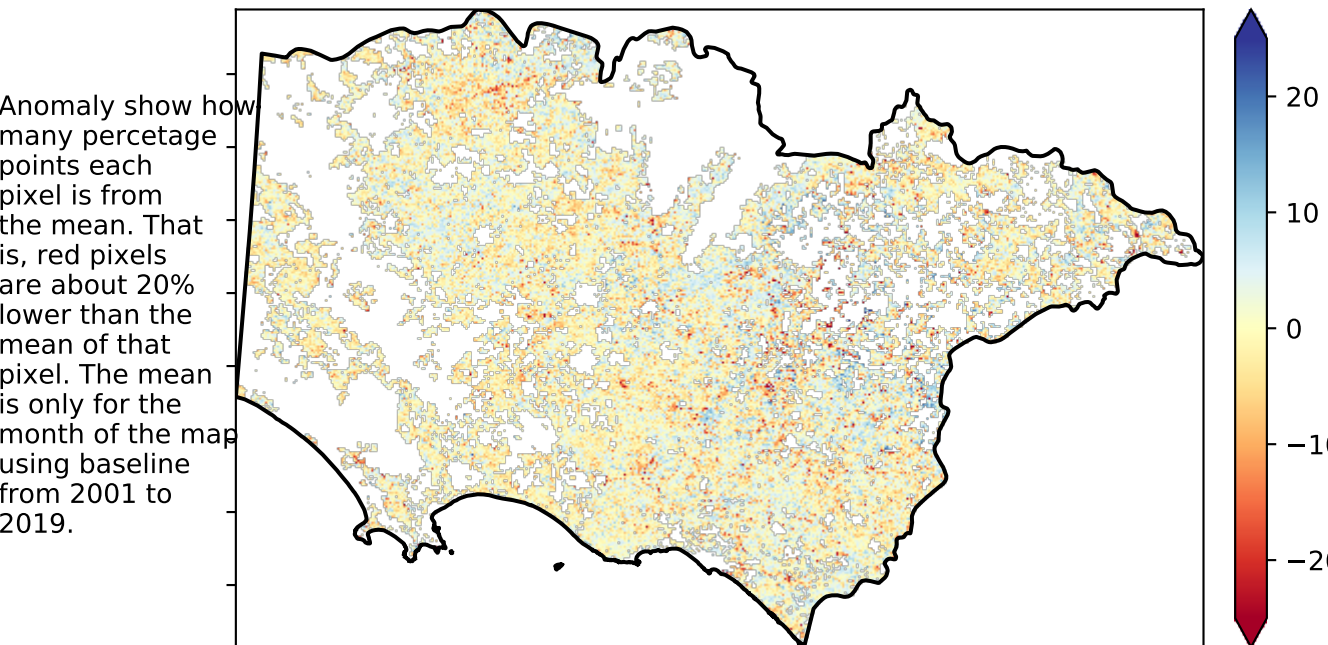 Anomaly show how
many percetage
points each
pixel is from
the mean. That
is, red pixels
are about 20%
lower than the
mean of that
pixel. The mean
is only for the
month of the map
using baseline
from 2001 to
2019.
20
10
0
−10
−20